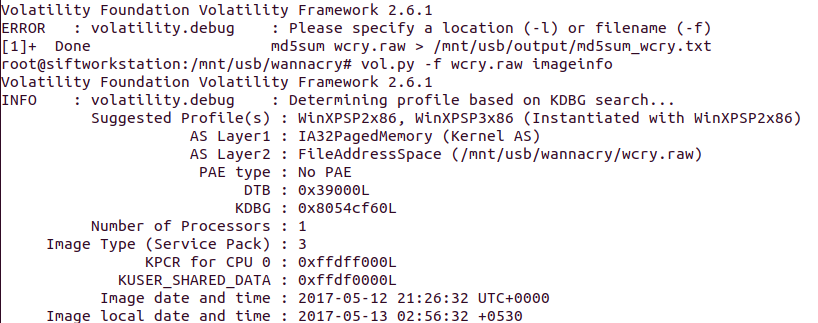 Volatility Foundation Volatility Framework 2.6.1
ERROR   : volatility.debug    : Please specify a location (-l) or filename (-f)
[1]+  Done                    md5sum wcry.raw > /mnt/usb/output/md5sum_wcry.txt
root@siftworkstation:/mnt/usb/wannacry# vol.py -f wcry.raw imageinfo
Volatility Foundation Volatility Framework 2.6.1
INFO    : volatility.debug    : Determining profile based on KDBG search...
          Suggested Profile(s) : WinXPSP2x86, WinXPSP3x86 (Instantiated with WinXPSP2x86)
                     AS Layer1 : IA32PagedMemory (Kernel AS)
                     AS Layer2 : FileAddressSpace (/mnt/usb/wannacry/wcry.raw)
                      PAE type : No PAE
                           DTB : 0x39000L
                          KDBG : 0x8054cf60L
          Number of Processors : 1
     Image Type (Service Pack) : 3
                KPCR for CPU 0 : 0xffdff000L
             KUSER_SHARED_DATA : 0xffdf0000L
           Image date and time : 2017-05-12 21:26:32 UTC+0000
     Image local date and time : 2017-05-13 02:56:32 +0530